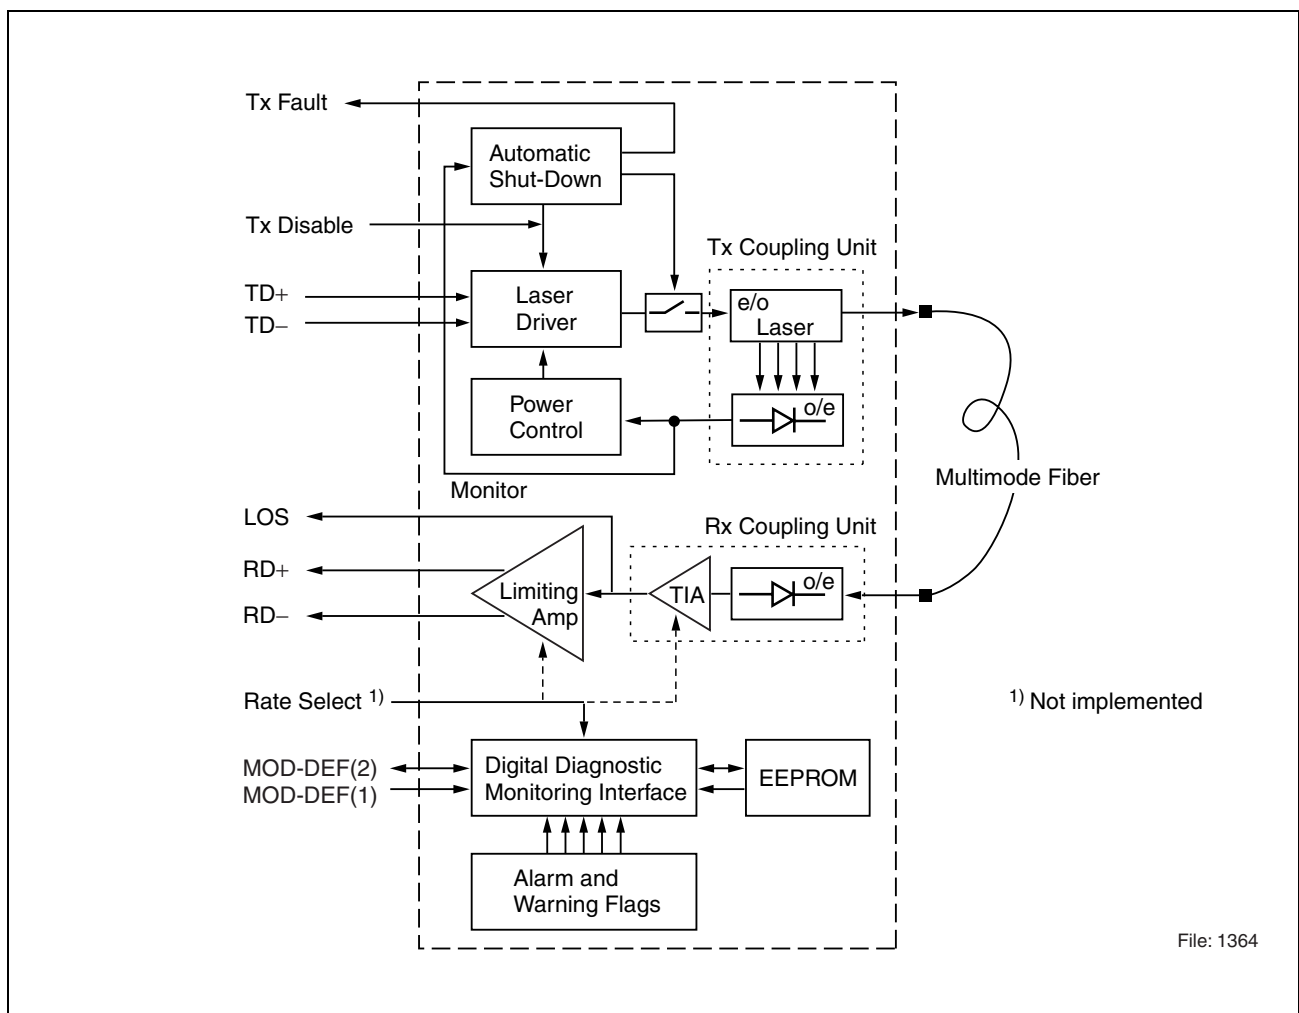 Tx Fault
Automatic
Shut-Down
Tx Disable
Tx Coupling Unit
TD+
TD–
Laser
Driver
e/o
Laser
Power
Control
o/e
Monitor
Multimode Fiber
LOS
Rx Coupling Unit
RD+
RD–
Limiting
Amp
TIA
o/e
Rate Select 1)
1) Not implemented
MOD-DEF(2)
MOD-DEF(1)
Digital Diagnostic
Monitoring Interface
EEPROM
Alarm and
Warning Flags
File: 1364